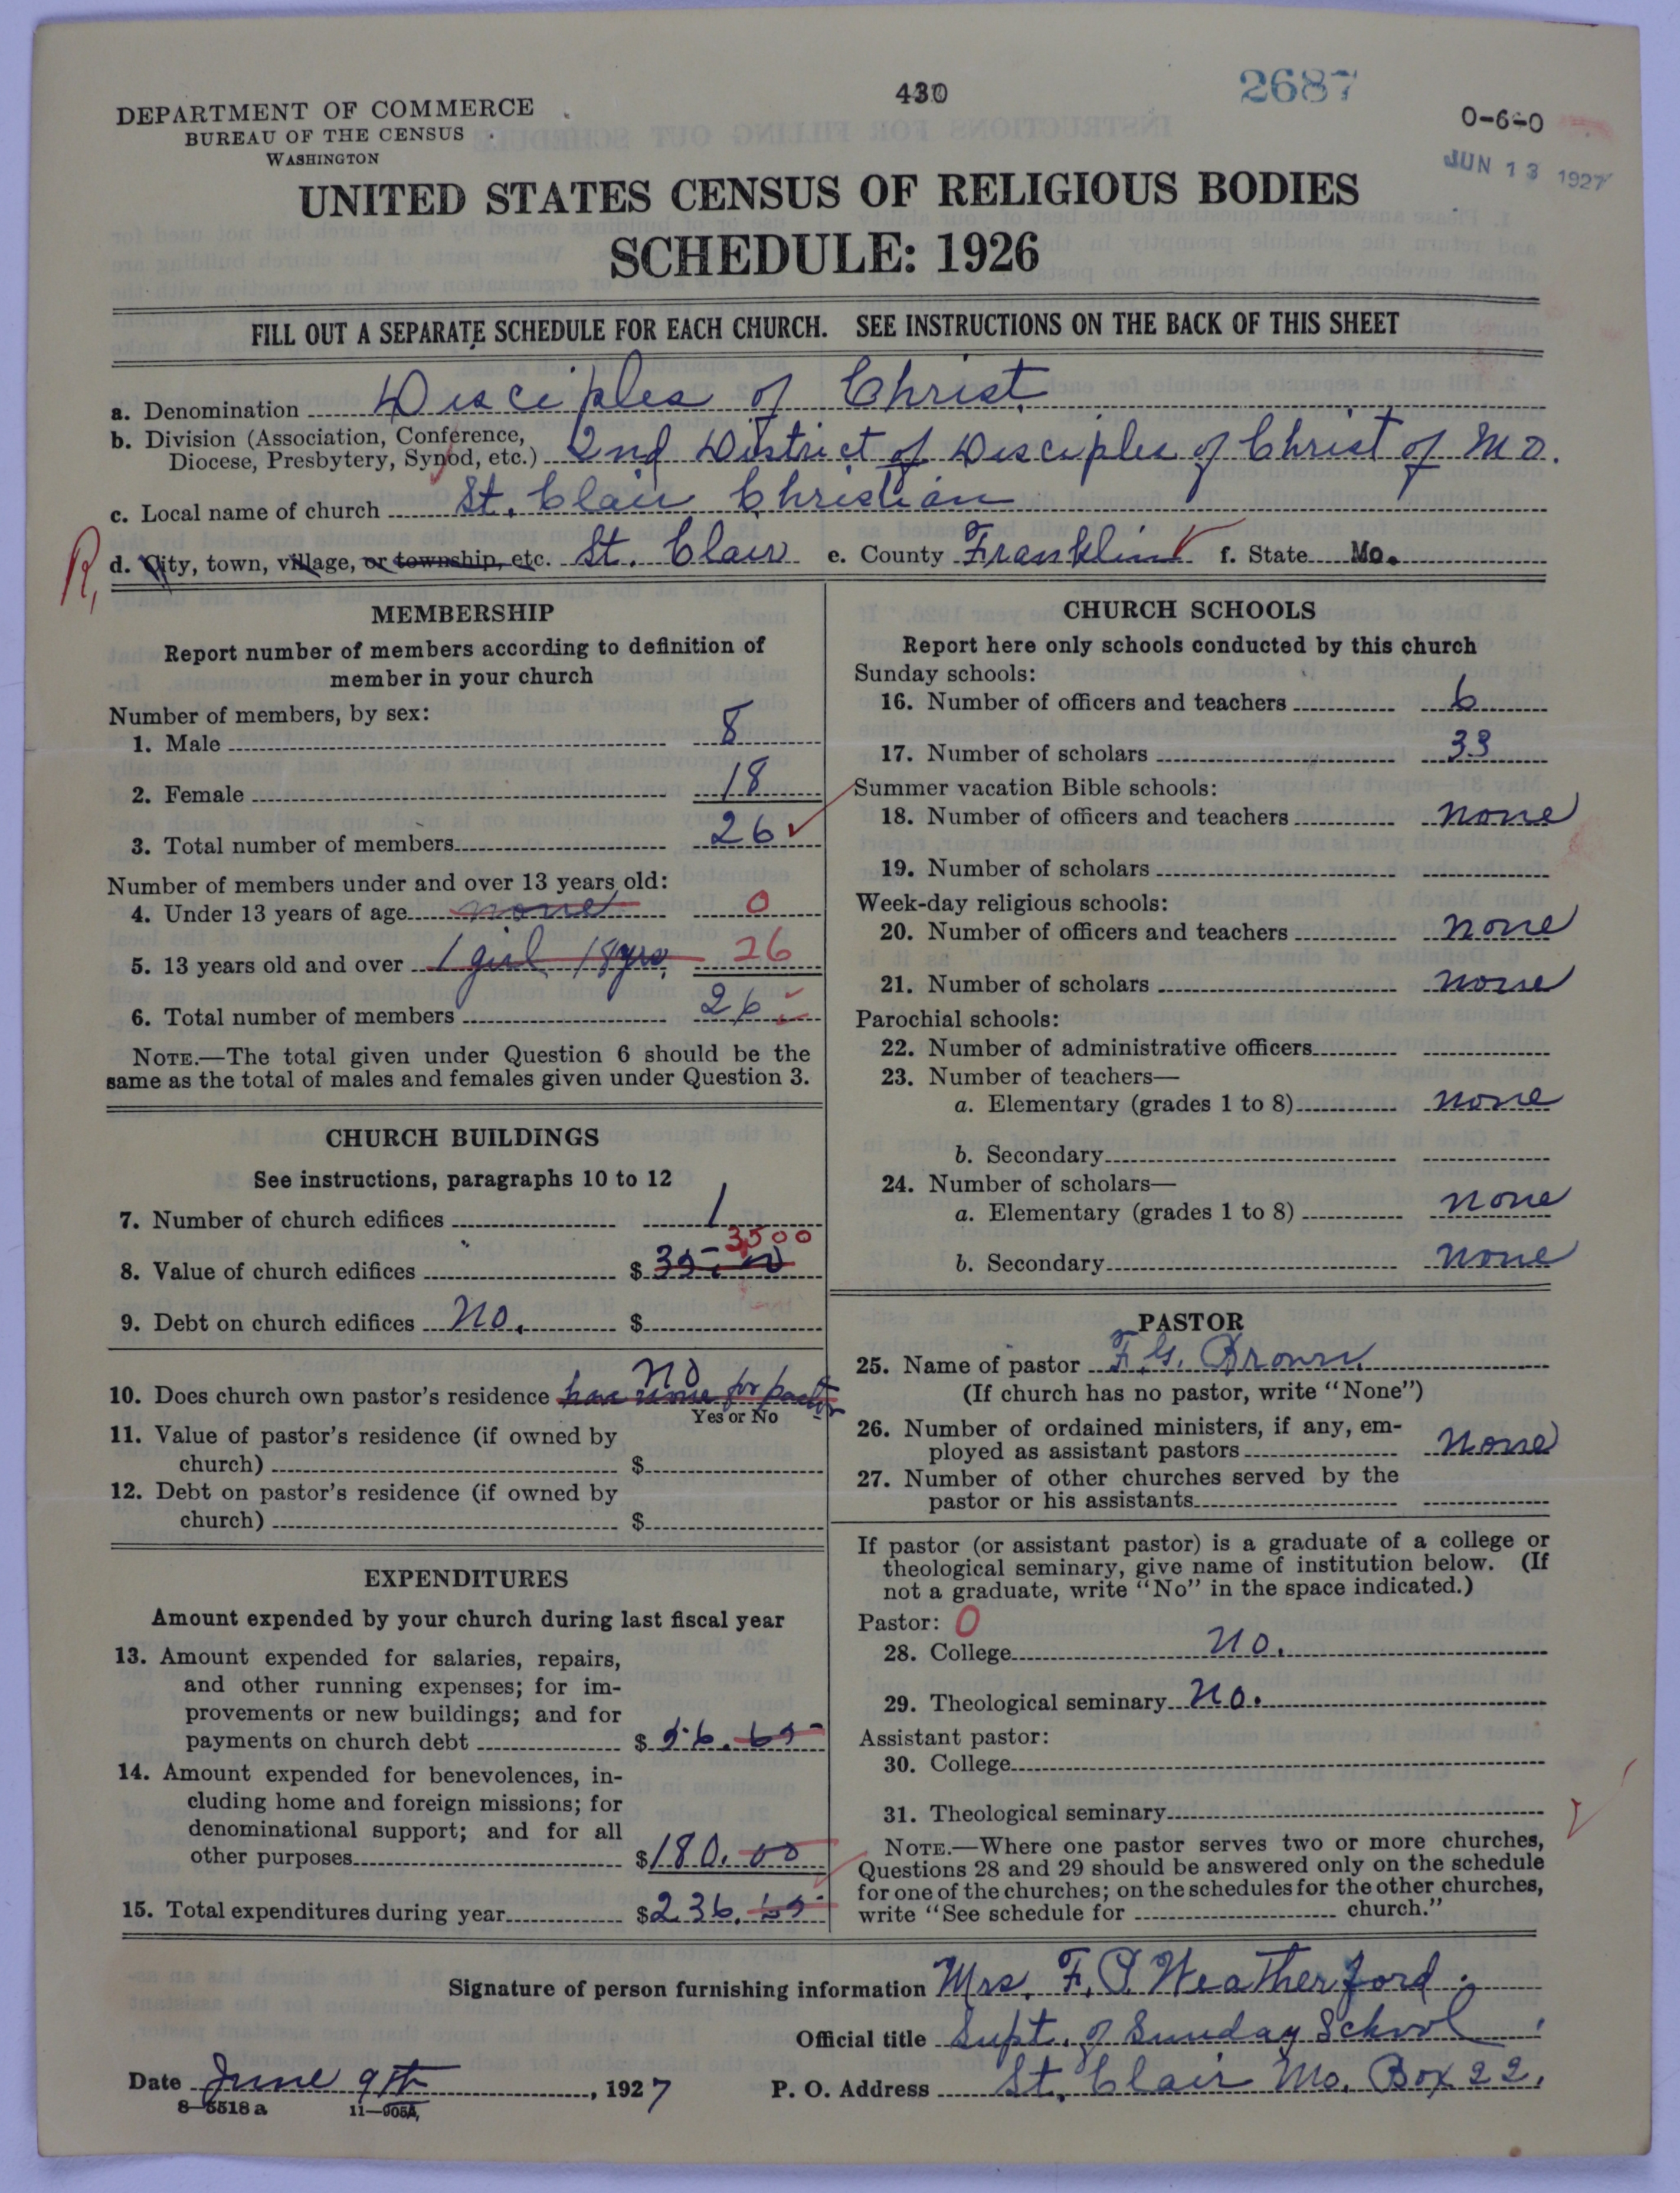 430
2687
DEPARTMENT OF COMMERCE
BUREAU OF THE CENSUS
WASHINGTON
0-6-0
JUN 13 1927
UNITED STATES CENSUS OF RELIGIOUS BODIES
SCHEDULE: 1926
FILL OUT A SEPARATE SCHEDULE FOR EACH CHURCH. SEE INSTRUCTIONS ON THE BACK OF THIS SHEET
a. Denomination Disciples of Christ
b. Division (Association, Conference,
Diocese, Presbytery, Synod, etc.) 2nd District of Disciples of Christ of Mo.
c. Local name of church St. Clair Christian
R, d. City, town, village, or township, etc. St. Clair e. County Franklin f. State Mo.
MEMBERSHIP
Report number of members according to definition of
member in your church
Number of members, by sex:
1. Male 8
2. Female 18
3. Total number of members 26
Number of members under and over 13 years old:
4. Under 13 years of age none 0
5. 13 years old and over 1 girl 18 yrs 26
6. Total number of members 26
NOTE.—The total given under Question 6 should be the
same as the total of males and females given under Question 3.
CHURCH BUILDINGS
See instructions, paragraphs 10 to 12
7. Number of church edifices 1
3500
8. Value of church edifices $
9. Debt on church edifices No. $
no
10. Does church own pastor's residence has none for pastor
Yes or No
11. Value of pastor's residence (if owned by
church) $
12. Debt on pastor's residence (if owned by
church) $
EXPENDITURES
Amount expended by your church during last fiscal year
13. Amount expended for salaries, repairs,
and other running expenses; for im-
provements or new buildings; and for
payments on church debt $ 56.65
14. Amount expended for benevolences, in-
cluding home and foreign missions; for
denominational support; and for all
other purposes $180.00
15. Total expenditures during year $236.65
CHURCH SCHOOLS
Report here only schools conducted by this church
Sunday schools:
16. Number of officers and teachers 6
17. Number of scholars 33
Summer vacation Bible schools:
18. Number of officers and teachers none
19. Number of scholars
Week-day religious schools:
20. Number of officers and teachers none
21. Number of scholars none
Parochial schools:
22. Number of administrative officers
23. Number of teachers—
a. Elementary (grades 1 to 8) none
b. Secondary
24. Number of scholars—
a. Elementary (grades 1 to 8) none
b. Secondary none
PASTOR
25. Name of pastor F. G. Brown
(If church has no pastor, write "None")
26. Number of ordained ministers, if any, em-
ployed as assistant pastors none
27. Number of other churches served by the
pastor or his assistants
If pastor (or assistant pastor) is a graduate of a college or
theological seminary, give name of institution below. (If
not a graduate, write "No" in the space indicated.)
Pastor: 0
28. College no.
29. Theological seminary no.
Assistant pastor:
30. College
31. Theological seminary
NOTE.—Where one pastor serves two or more churches,
Questions 28 and 29 should be answered only on the schedule
for one of the churches; on the schedules for the other churches,
write "See schedule for church."
Signature of person furnishing information Mrs. F. P. Weatherford.
Official title Supt. of Sunday School
Date June 9th, 1927 P. O. Address St. Clair Mo. Box 22.
8-5518a 11-9054